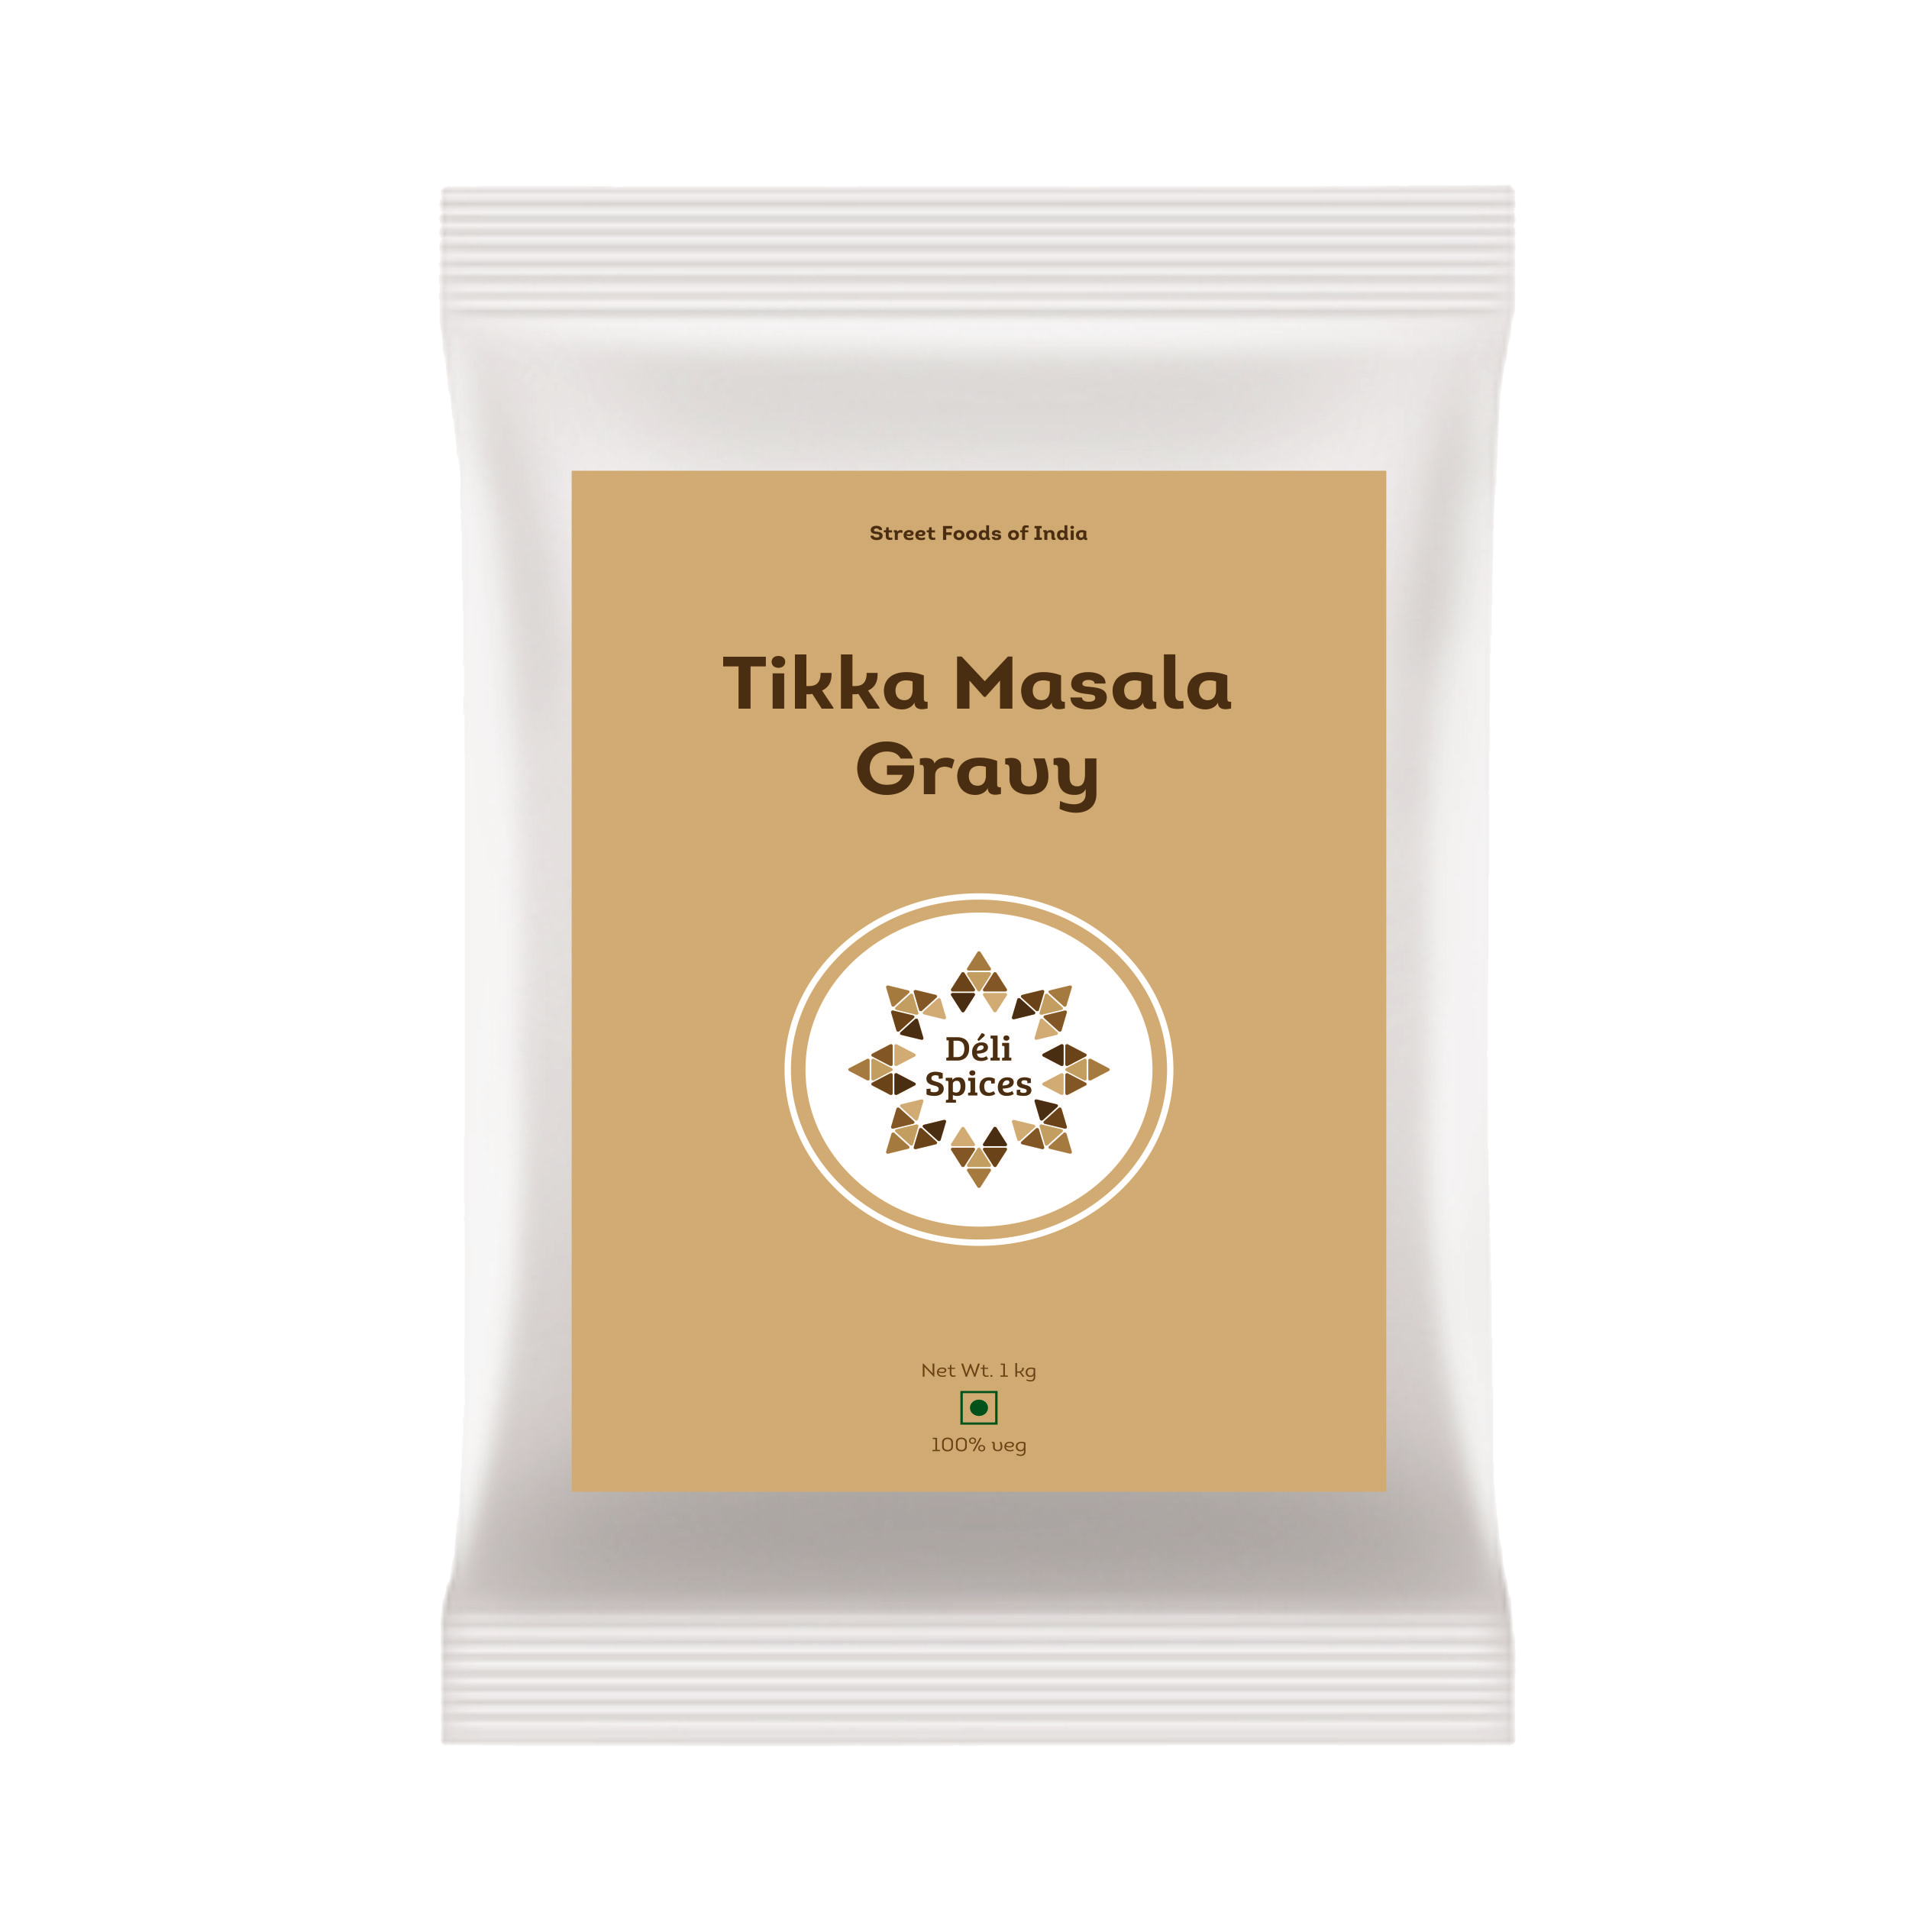 Street Foods of India
Tikka Masala
Gravy
Déli
Spices
Net Wt. 1 kg
100% veg